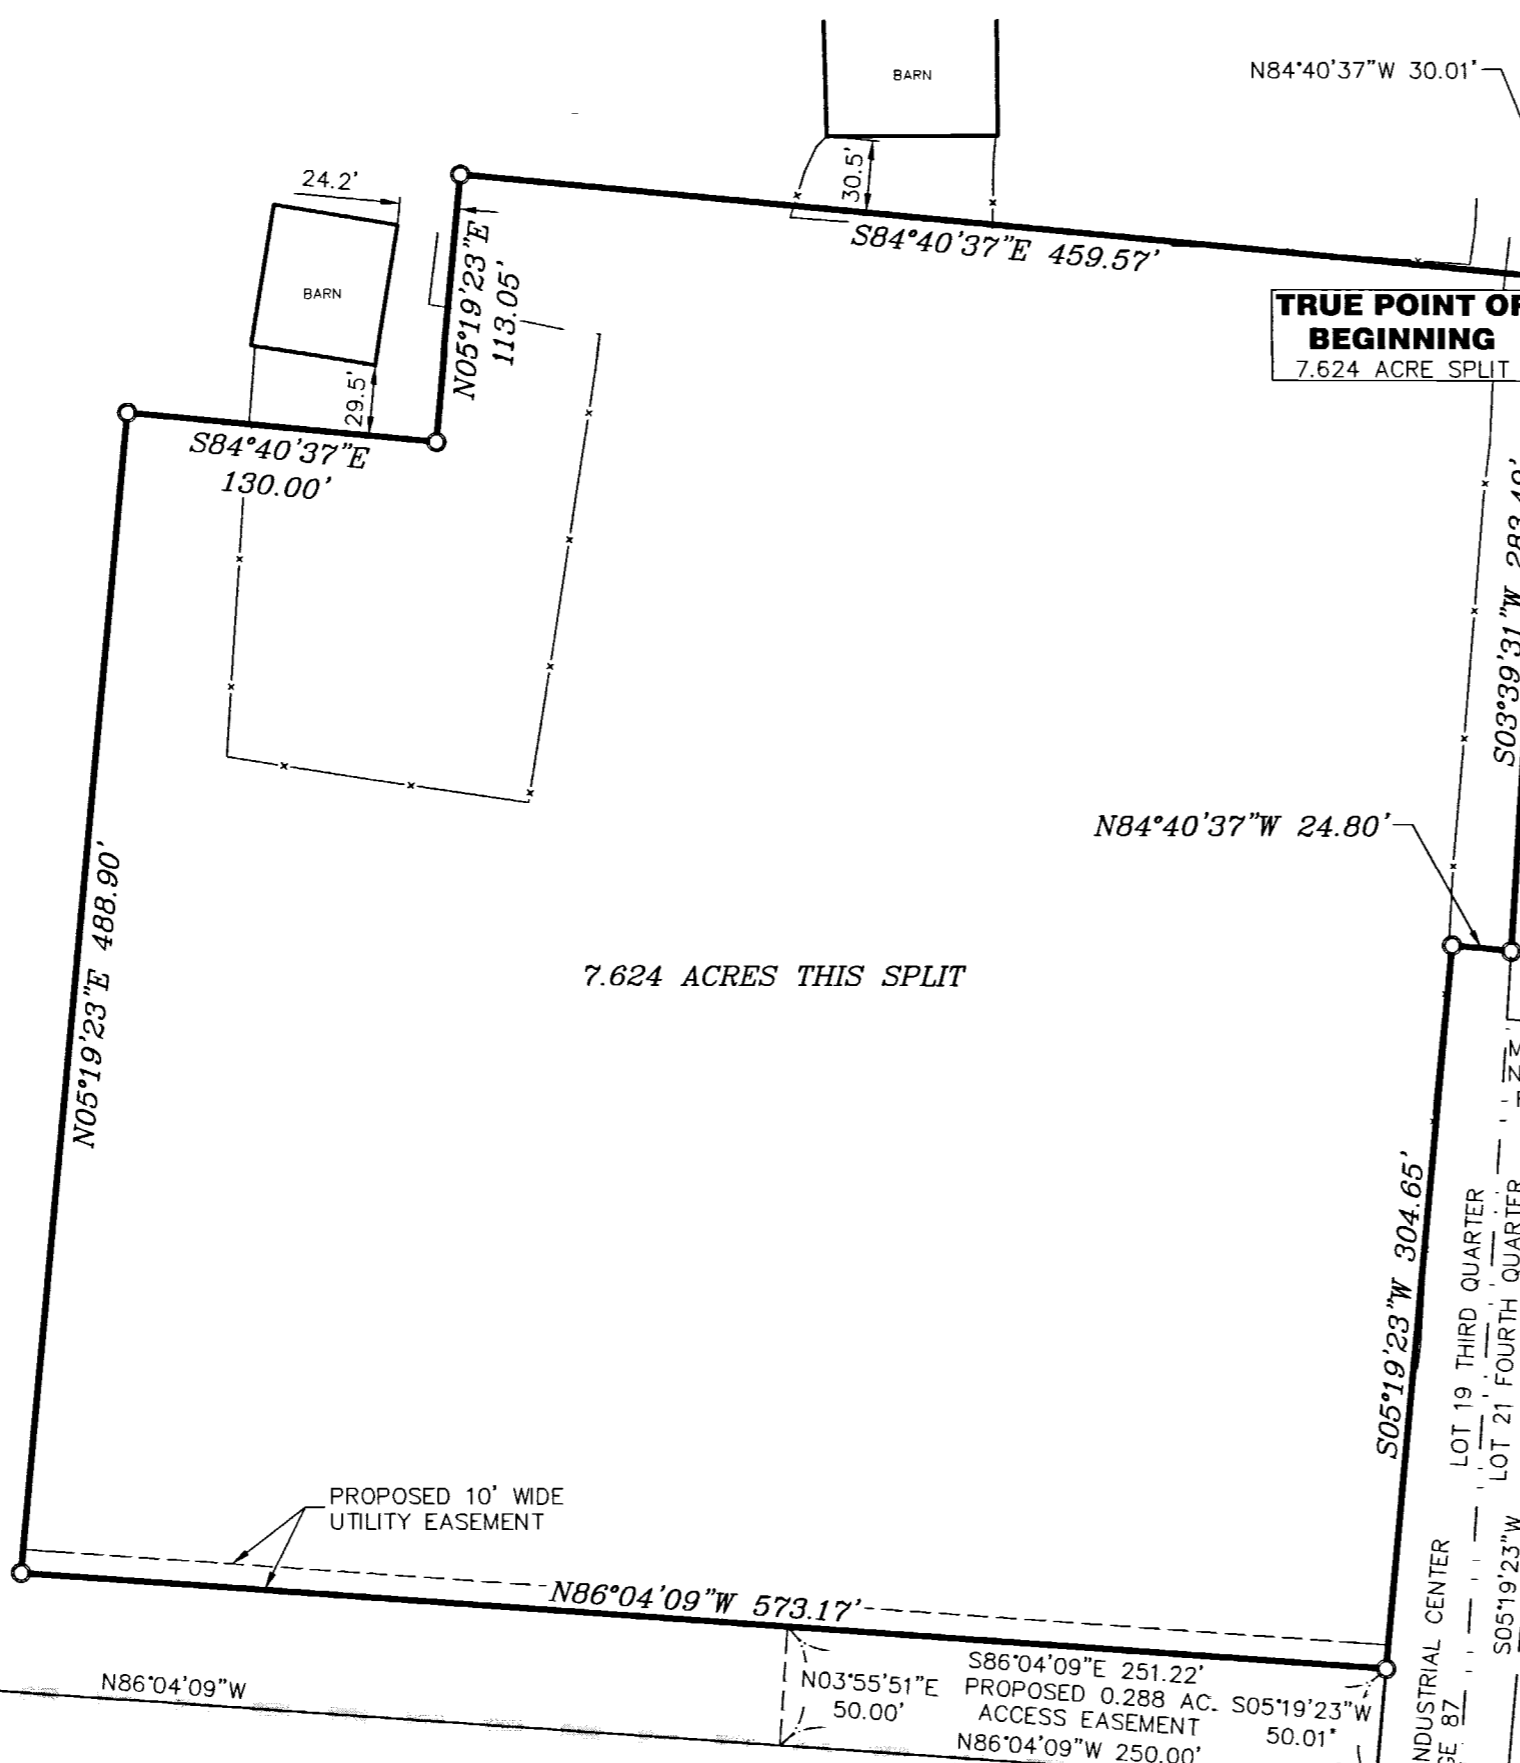 BARN
N84°40'37"W 30.01'
24.2'
30.5'
S84°40'37"E 459.57'
BARN
N05°19'23"E
113.05'
TRUE POINT OF
BEGINNING
7.624 ACRE SPLIT
29.5'
S84°40'37"E
130.00'
S03°39'31"W
N84°40'37"W 24.80'
N05°19'23"E 488.90'
7.624 ACRES THIS SPLIT
S05°19'23"W 304.65'
LOT 19 THIRD QUARTER
LOT 21 FOURTH QUARTER
PROPOSED 10' WIDE
UTILITY EASEMENT
N86°04'09"W 573.17'
S05°19'23"W
INDUSTRIAL CENTER
87
N86°04'09"W
S86°04'09"E 251.22'
N03°55'51"E
50.00'
PROPOSED 0.288 AC.
ACCESS EASEMENT
S05°19'23"W
50.01'
N86°04'09"W 250.00'